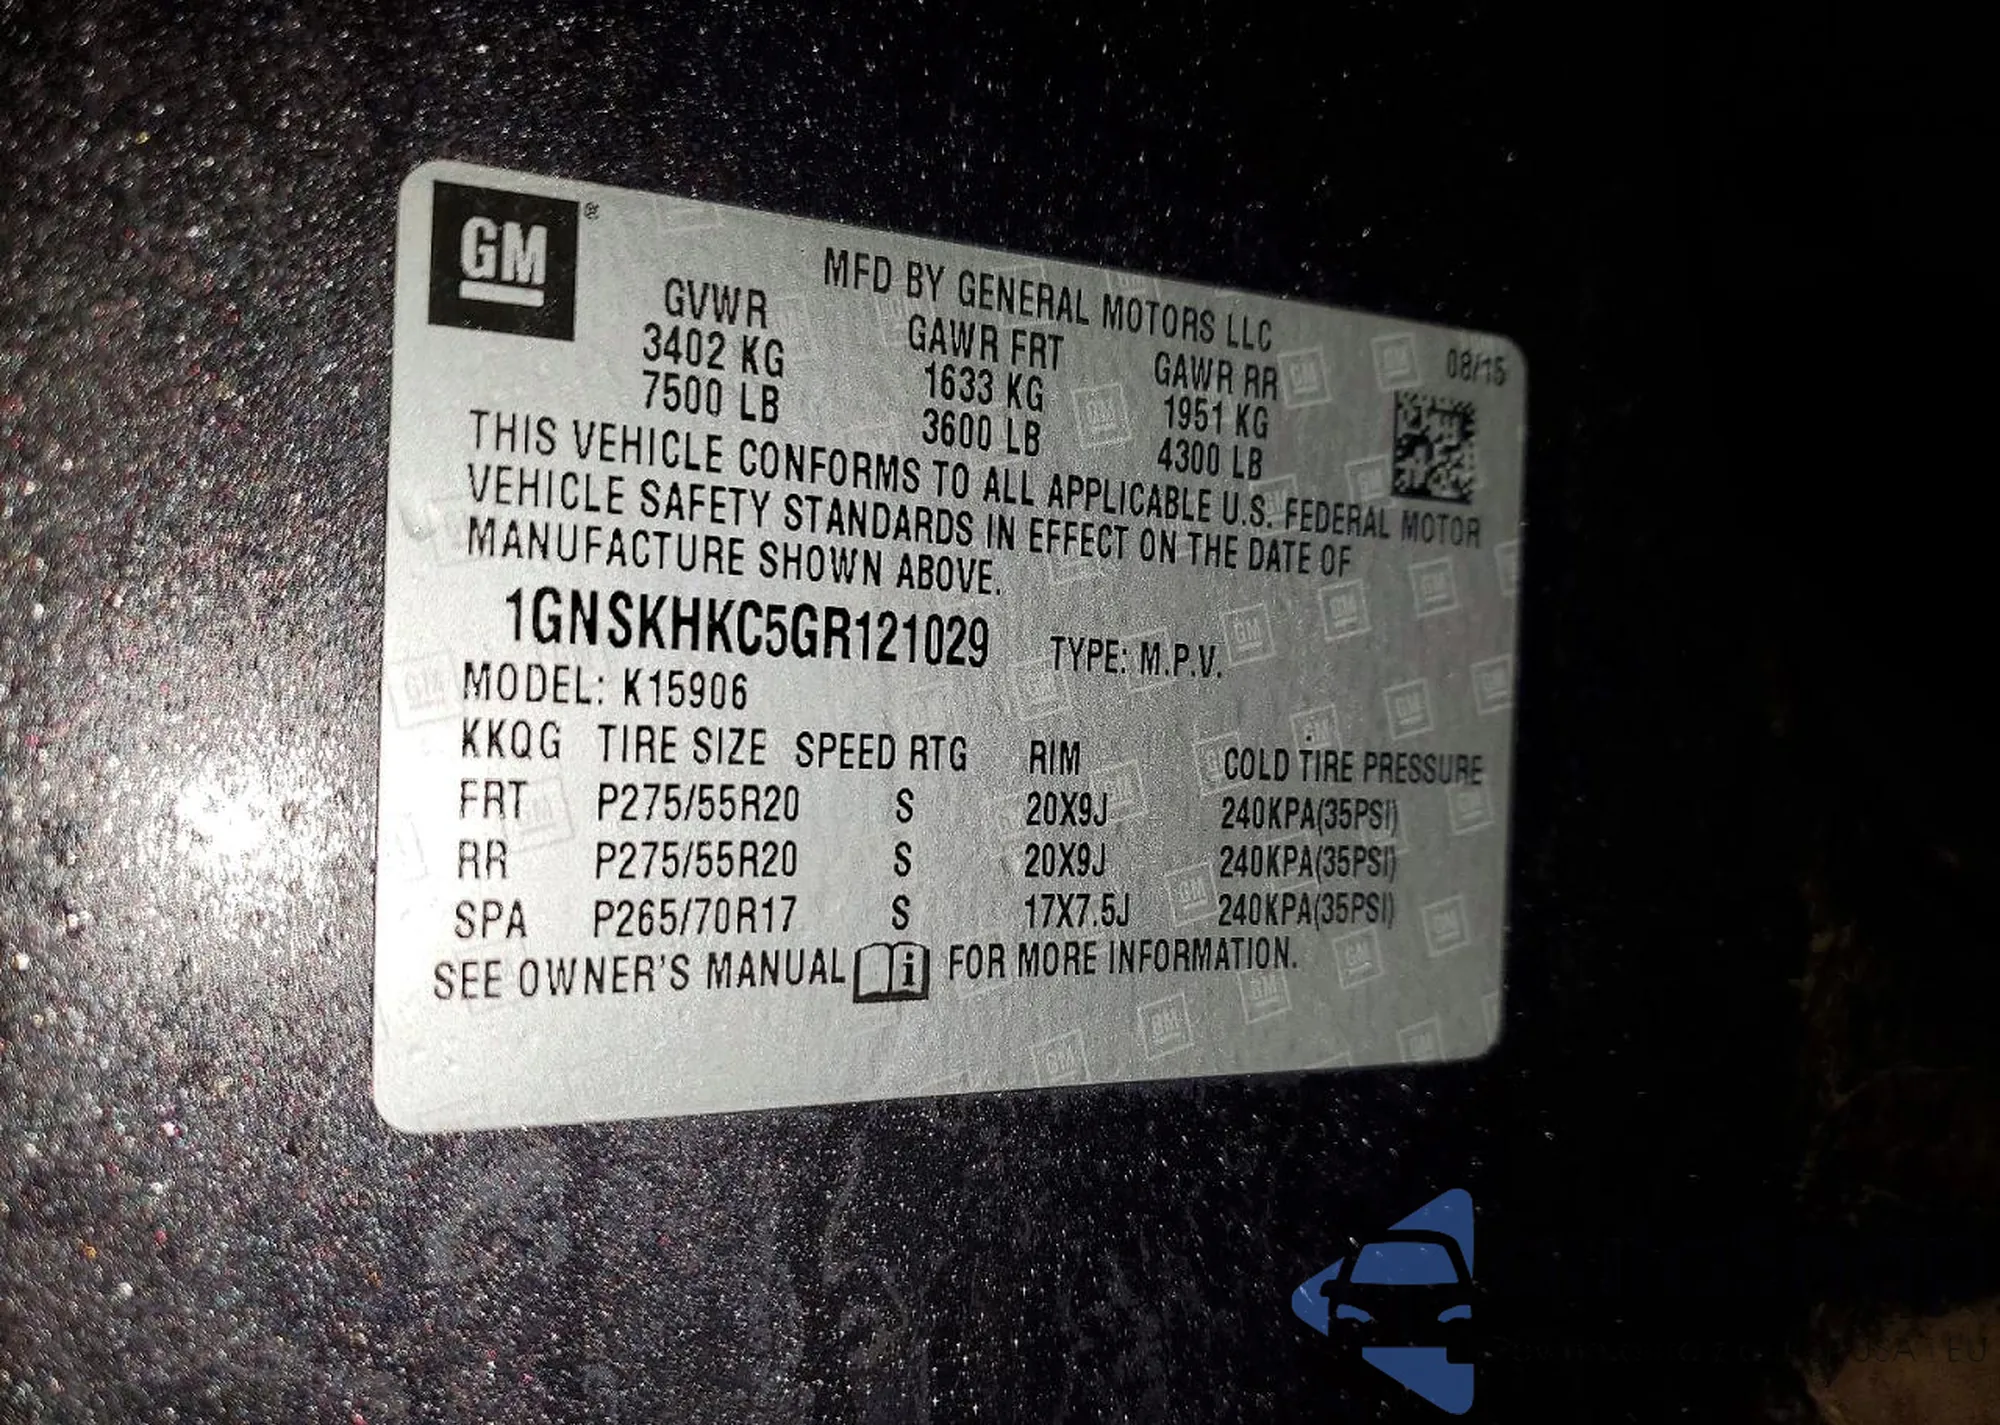 GM®
MFD BY GENERAL MOTORS LLC
08/15
GVWR GAWR FRT GAWR RR
3402 KG 1633 KG 1951 KG
7500 LB 3600 LB 4300 LB
THIS VEHICLE CONFORMS TO ALL APPLICABLE U.S. FEDERAL MOTOR
VEHICLE SAFETY STANDARDS IN EFFECT ON THE DATE OF
MANUFACTURE SHOWN ABOVE.
1GNSKHKC5GR121029 TYPE: M.P.V.
MODEL: K15906
KKQG TIRE SIZE SPEED RTG RIM COLD TIRE PRESSURE
FRT P275/55R20 S 20X9J 240KPA(35PSI)
RR P275/55R20 S 20X9J 240KPA(35PSI)
SPA P265/70R17 S 17X7.5J 240KPA(35PSI)
SEE OWNER'S MANUAL i FOR MORE INFORMATION.
USA EU